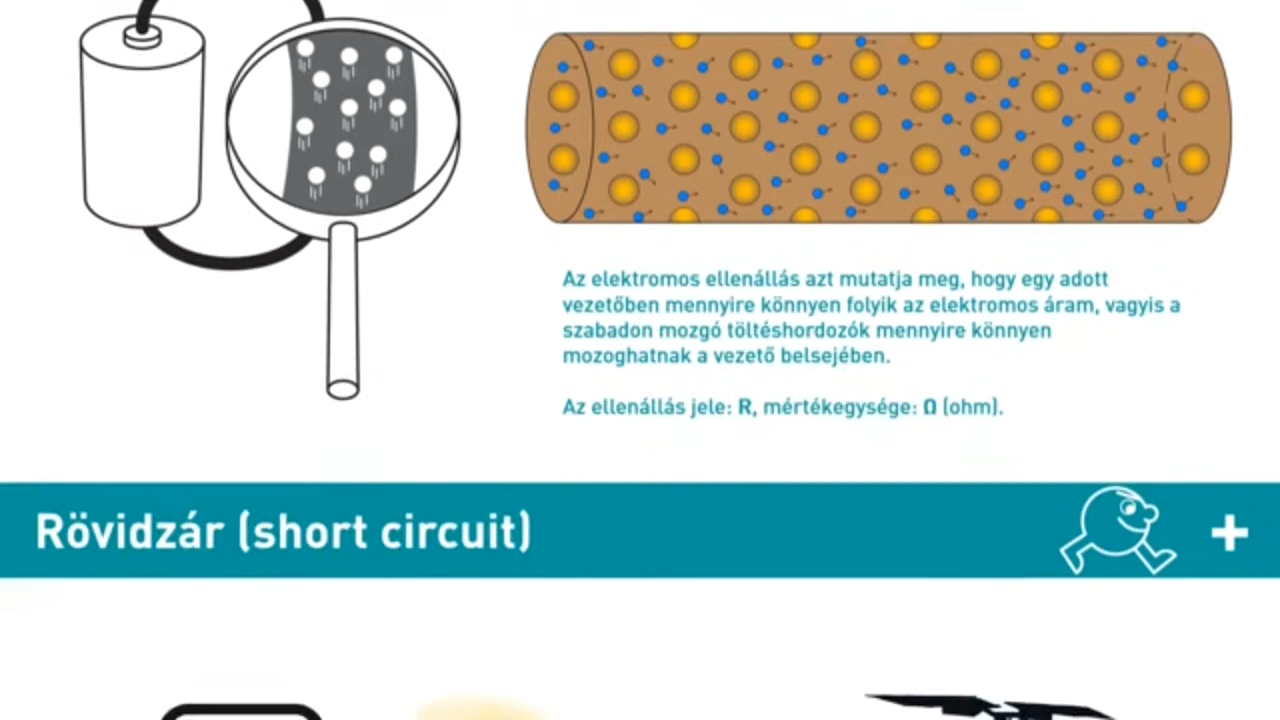 Az elektromos ellenállás azt mutatja meg, hogy egy adott
vezetőben mennyire könnyen folyik az elektromos áram, vagyis a
szabadon mozgó töltéshordozók mennyire könnyen
mozoghatnak a vezető belsejében.
Az ellenállás jele: R, mértékegysége: Ω (ohm).
Rövidzár (short circuit)
+